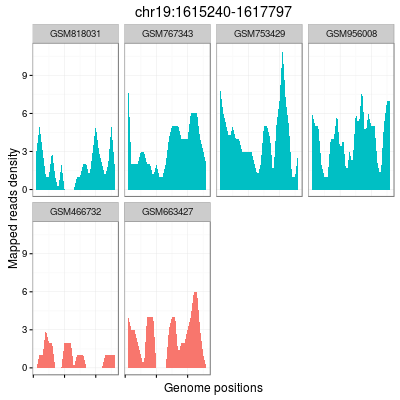 chr19:1615240-1617797
GSM818031 GSM767343 GSM753429 GSM956008
9
6
3
0
GSM466732 GSM663427
9
6
3
0
Mapped reads density
Genome positions